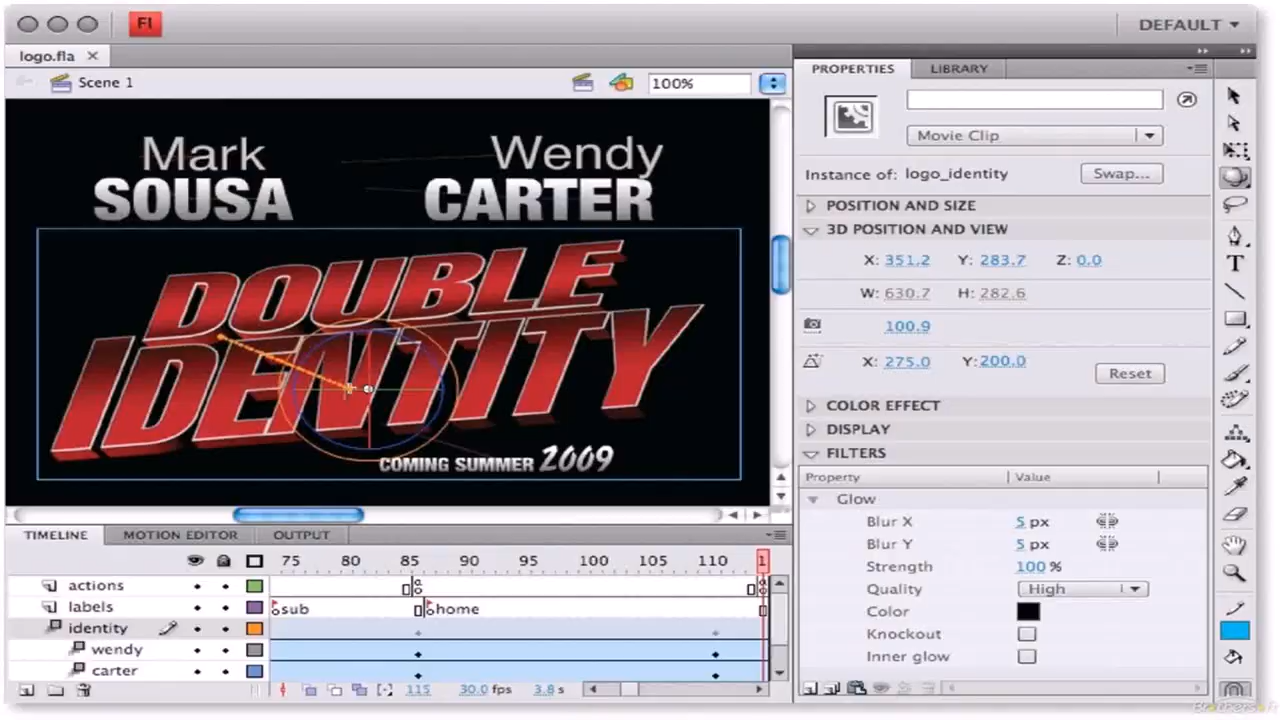 Fl
DEFAULT
logo.fla
Scene 1
100%
Mark
SOUSA
Wendy
CARTER
DOUBLE
IDENTITY
COMING SUMMER 2009
PROPERTIES
LIBRARY
Movie Clip
Instance of: logo_identity
Swap...
POSITION AND SIZE
3D POSITION AND VIEW
X: 351.2 Y: 283.7 Z: 0.0
W: 630.7 H: 282.6
100.9
X: 275.0 Y: 200.0
Reset
COLOR EFFECT
DISPLAY
FILTERS
Property Value
Glow
Blur X 5 px
Blur Y 5 px
Strength 100 %
Quality High
Color
Knockout
Inner glow
TIMELINE MOTION EDITOR OUTPUT
75 80 85 90 95 100 105 110 1
actions
labels sub home
identity
wendy
carter
115 30.0 fps 3.8 s
Brothersoft